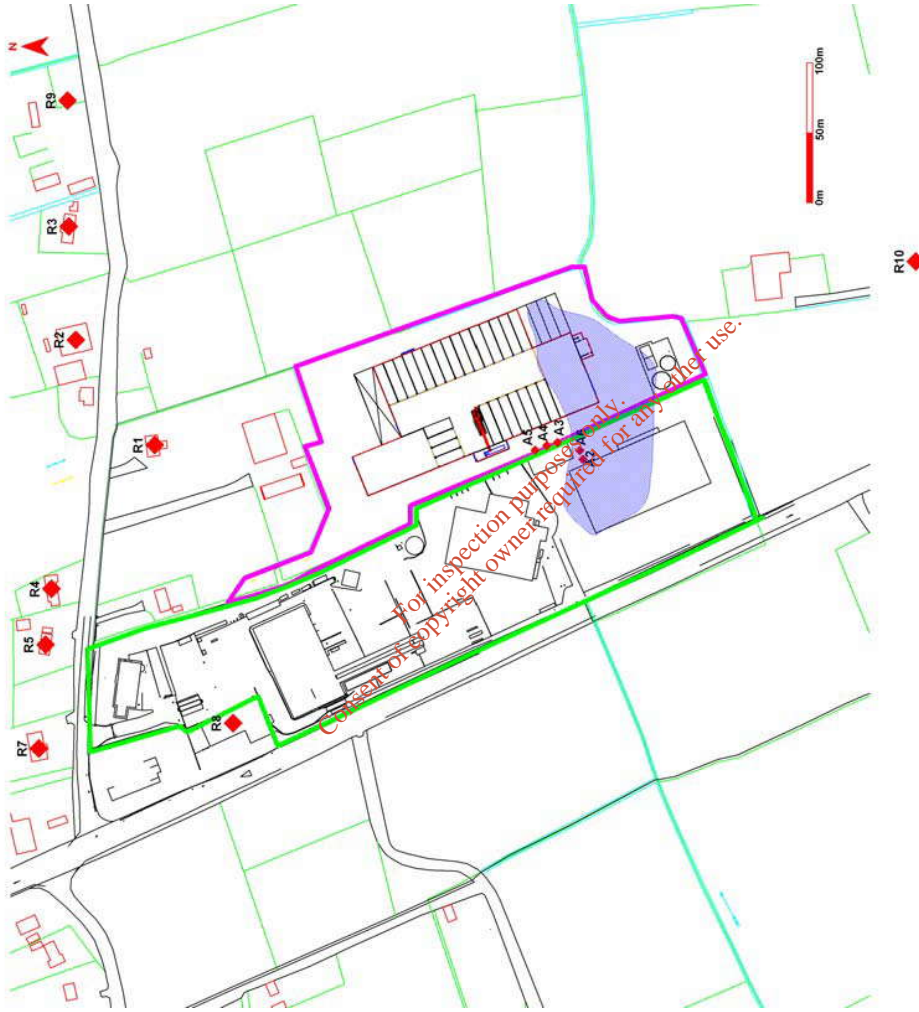 N
R9
R3
R2
R1
R4
R5
R7
R8
R10
0m
50m
100m
A5
A4
A3
For inspection purposes only.
Consent of copyright owner required for any other use.